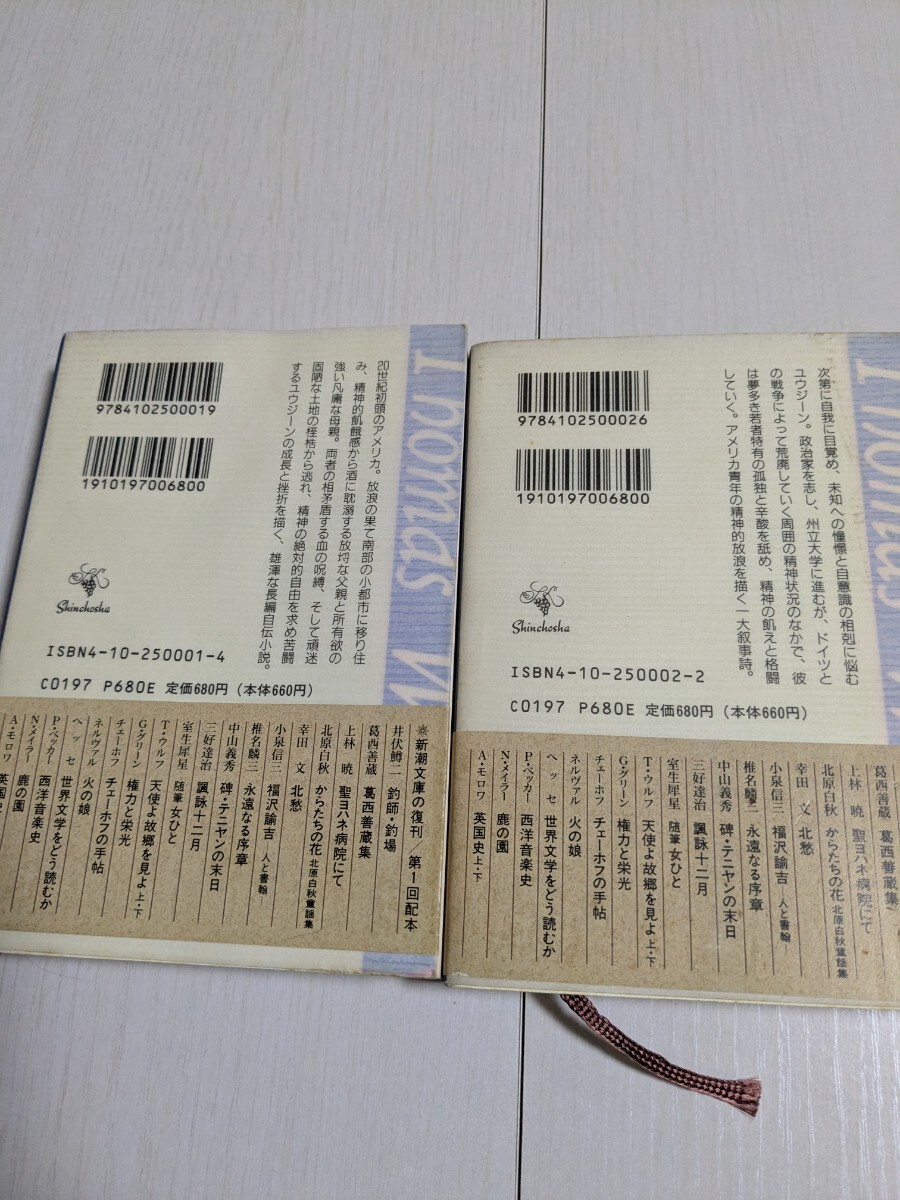 Thomas W
9784102500019
1910197006800
20世紀初頭のアメリカ。放浪の果て南部の小都市に移り住
み、精神的飢餓感から酒に耽溺する放埒な父親と所有欲の
強い凡庸な母親。両者の相矛盾する血の呪縛、そして頑迷
固陋な土地の桎梏から逃れ、精神の絶対的自由を求め苦闘
するユウジーンの成長と挫折を描く、雄渾な長編自伝小説。
Shinchosha
ISBN4-10-250001-4
C0197 P680E 定価680円(本体660円)
※新潮文庫の復刊 第1回配本
井伏鱒二 釣師・釣場
葛西善蔵 葛西善蔵集
上林 暁 聖ヨハネ病院にて
北原白秋 からたちの花 北原白秋童謡集
幸田 文 北愁
小泉信三 福沢諭吉 人と書翰
椎名麟三 永遠なる序章
中山義秀 碑・テニヤンの末日
三好達治 諷詠十二月
室生犀星 随筆女ひと
T・ウルフ 天使よ故郷を見よ 上・下
G・グリーン 権力と栄光
チェーホフ チェーホフの手帖
ネルヴァル 火の娘
ヘッセ 世界文学をどう読むか
P・ベッカー 西洋音楽史
N・メイラー 鹿の園
A・モロワ 英国史
Thomas
9784102500026
1910197006800
次第に自我に目覚め、未知への憧憬と自意識の相剋に悩む
ユウジーン。政治家を志し、州立大学に進むが、ドイツと
の戦争によって荒廃していく周囲の精神状況のなかで、彼
は夢多き若者特有の孤独と辛酸を舐め、精神の飢えと格闘
していく。アメリカ青年の精神的放浪を描く一大叙事詩。
Shinchosha
ISBN4-10-250002-2
C0197 P680E 定価680円(本体660円)
葛西善蔵 葛西善蔵集
上林 暁 聖ヨハネ病院にて
北原白秋 からたちの花 北原白秋童謡集
幸田 文 北愁
小泉信三 福沢諭吉 人と書翰
椎名麟三 永遠なる序章
中山義秀 碑・テニヤンの末日
三好達治 諷詠十二月
室生犀星 随筆女ひと
T・ウルフ 天使よ故郷を見よ 上・下
G・グリーン 権力と栄光
チェーホフ チェーホフの手帖
ネルヴァル 火の娘
ヘッセ 世界文学をどう読むか
P・ベッカー 西洋音楽史
N・メイラー 鹿の園
A・モロワ 英国史 上・下